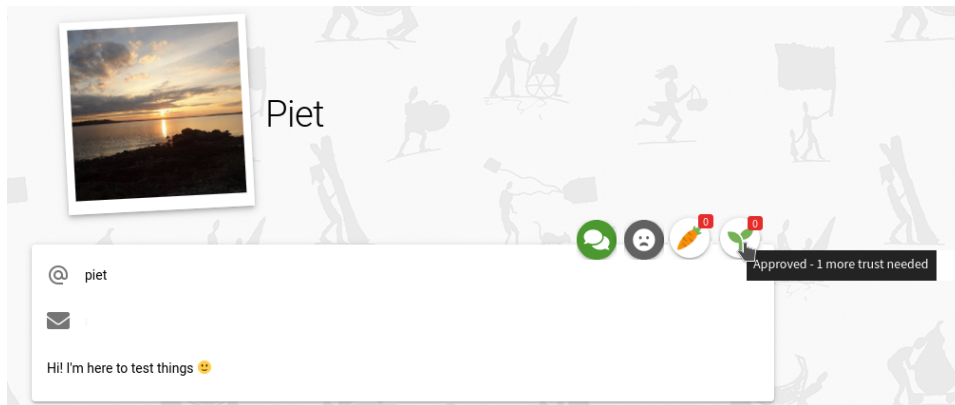 Piet
0
0
Approved - 1 more trust needed
piet
Hi! I'm here to test things 🙂